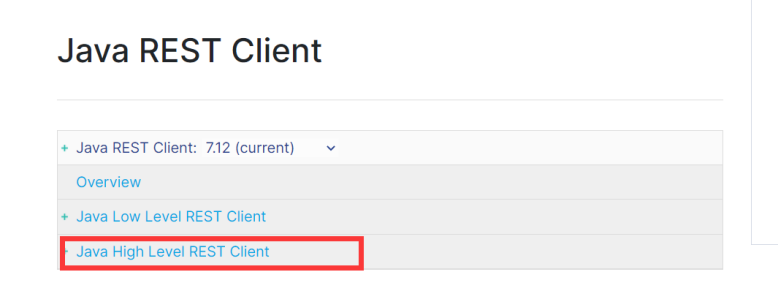 Java REST Client
+ Java REST Client: 7.12 (current)
Overview
+ Java Low Level REST Client
Java High Level REST Client